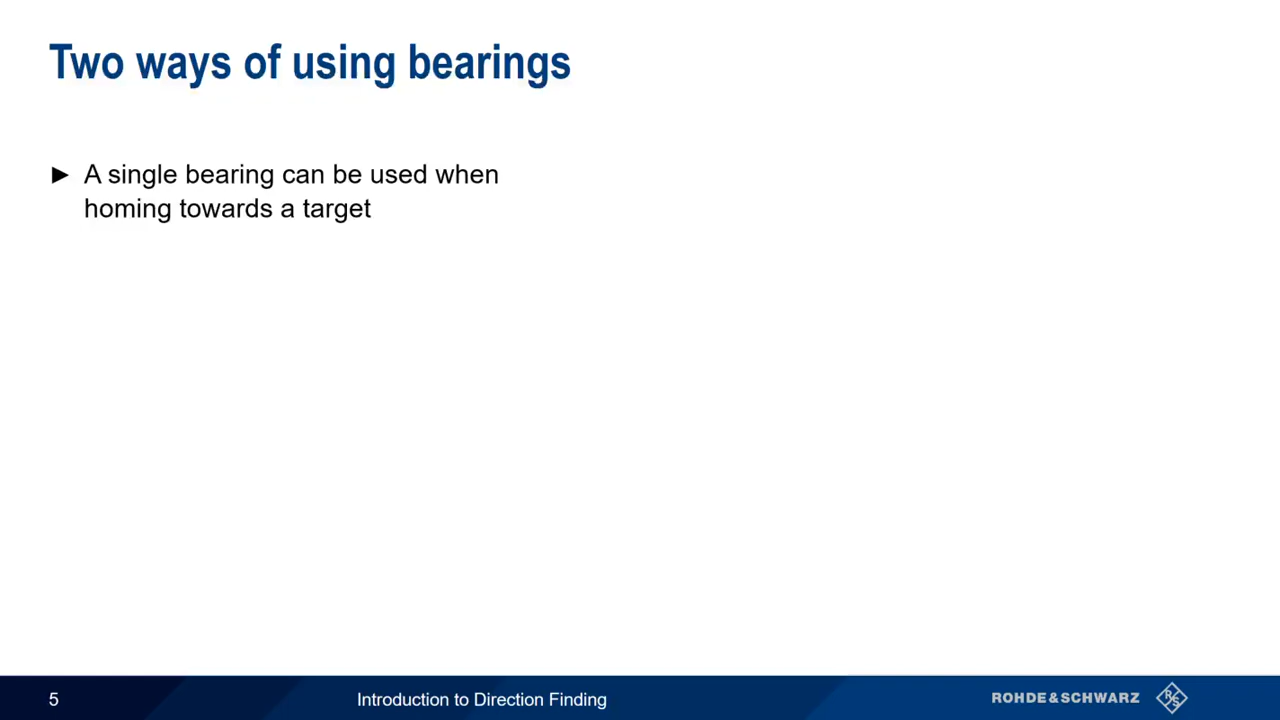 Two ways of using bearings
► A single bearing can be used when
homing towards a target
5
Introduction to Direction Finding
ROHDE&SCHWARZ
R&S